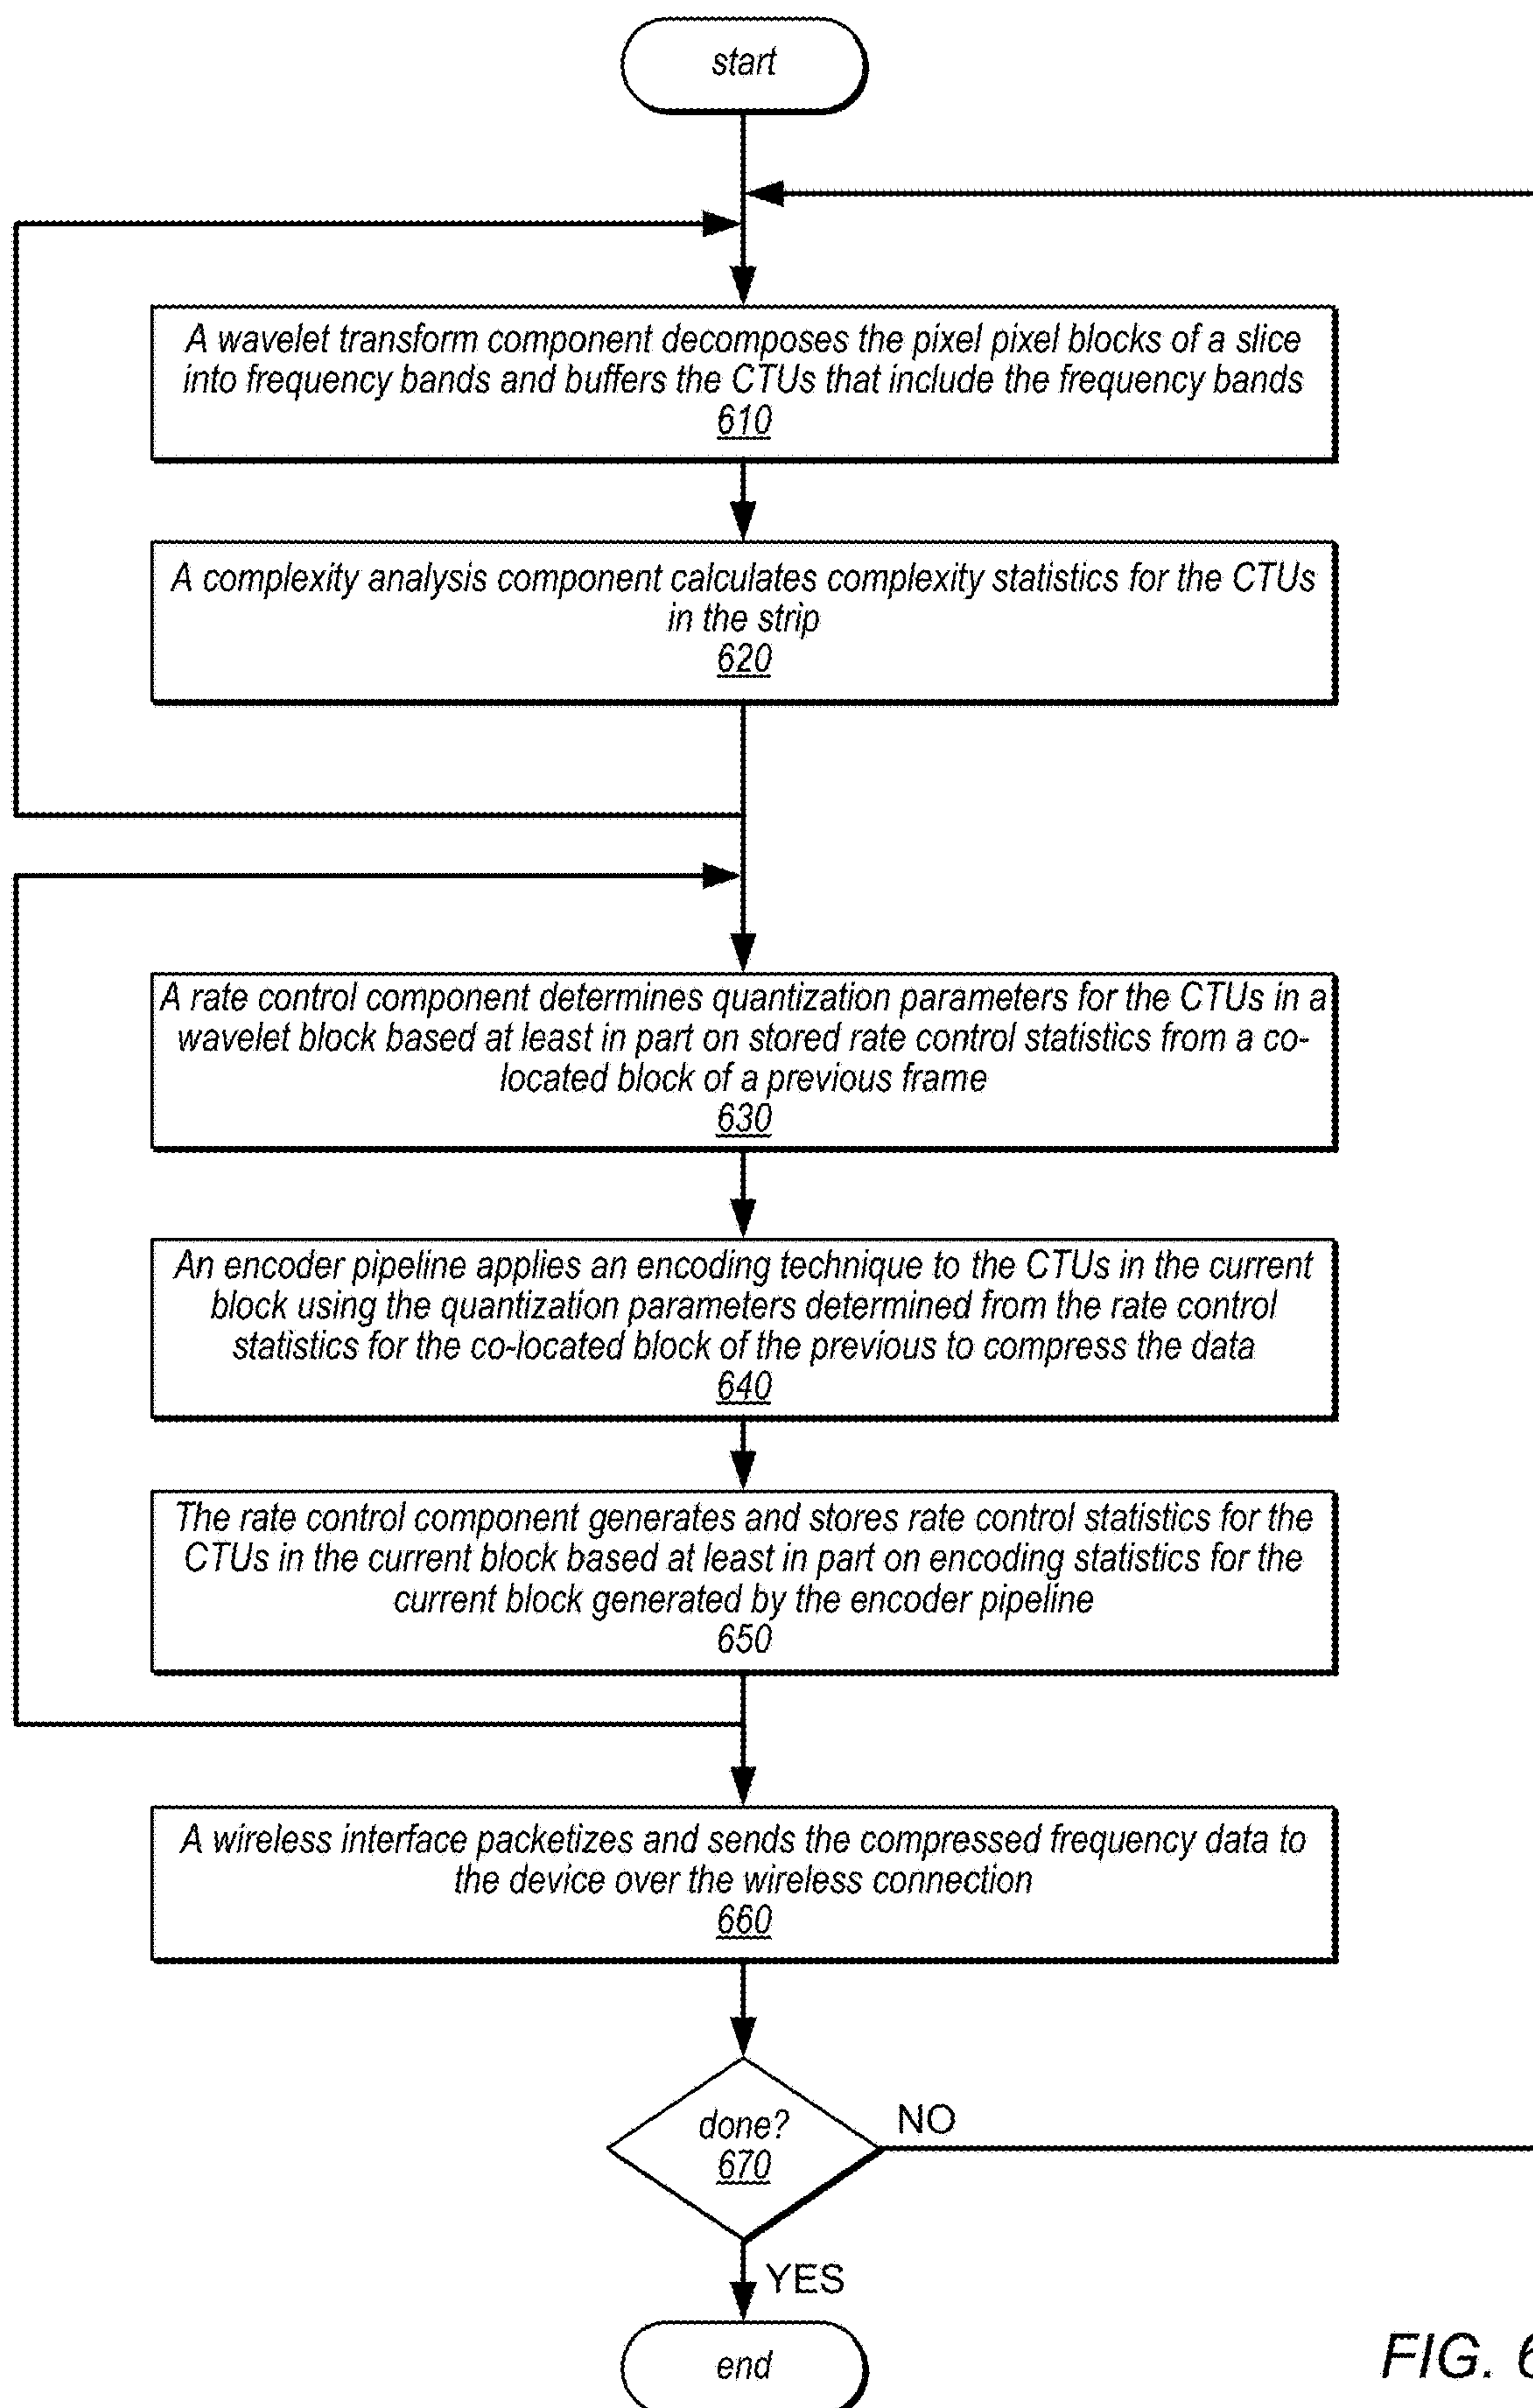 start
A wavelet transform component decomposes the pixel pixel blocks of a slice
into frequency bands and buffers the CTUs that include the frequency bands
610
A complexity analysis component calculates complexity statistics for the CTUs
in the strip
620
A rate control component determines quantization parameters for the CTUs in a
wavelet block based at least in part on stored rate control statistics from a co-
located block of a previous frame
630
An encoder pipeline applies an encoding technique to the CTUs in the current
block using the quantization parameters determined from the rate control
statistics for the co-located block of the previous to compress the data
640
The rate control component generates and stores rate control statistics for the
CTUs in the current block based at least in part on encoding statistics for the
current block generated by the encoder pipeline
650
A wireless interface packetizes and sends the compressed frequency data to
the device over the wireless connection
660
done?
670
NO
YES
end
FIG. 6